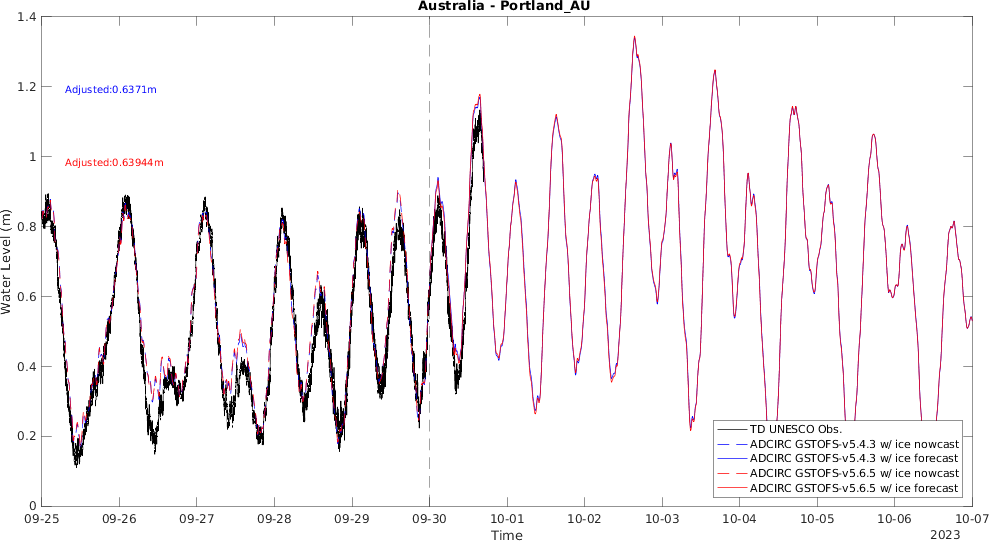 Australia - Portland_AU
1.4
1.2
1
0.8
0.6
0.4
0.2
0
Water Level (m)
Adjusted:0.6371m
Adjusted:0.63944m
TD UNESCO Obs.
ADCIRC GSTOFS-v5.4.3 w/ ice nowcast
ADCIRC GSTOFS-v5.4.3 w/ ice forecast
ADCIRC GSTOFS-v5.6.5 w/ ice nowcast
ADCIRC GSTOFS-v5.6.5 w/ ice forecast
09-25 09-26 09-27 09-28 09-29 09-30 10-01 10-02 10-03 10-04 10-05 10-06 10-07
Time
2023